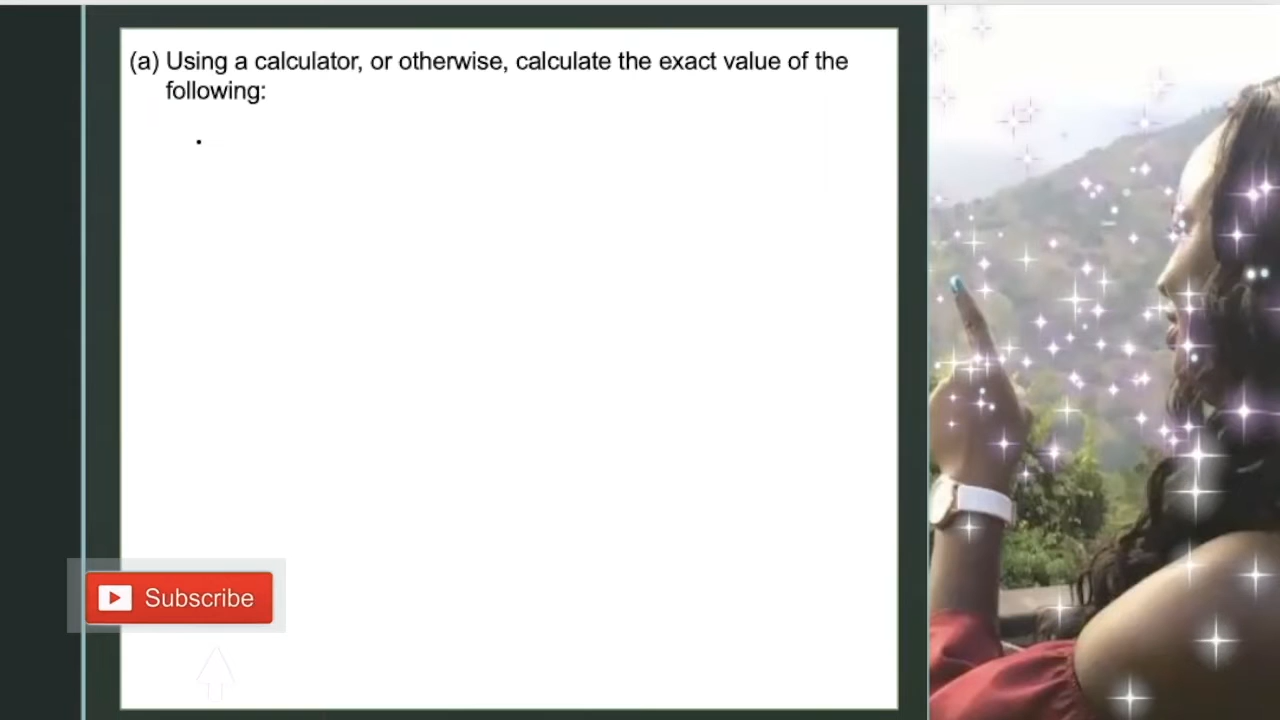 (a) Using a calculator, or otherwise, calculate the exact value of the
following:
.
Subscribe